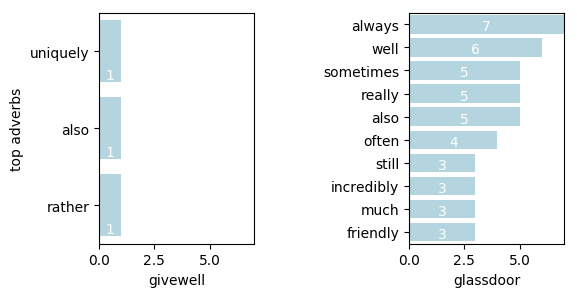 top adverbs
uniquely 1
also 1
rather 1
0.0 2.5 5.0
givewell
always 7
well 6
sometimes 5
really 5
also 5
often 4
still 3
incredibly 3
much 3
friendly 3
0.0 2.5 5.0
glassdoor